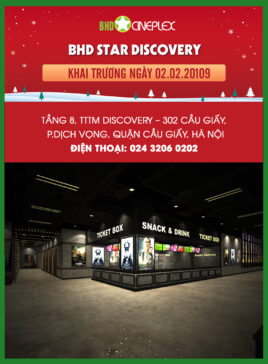 BHD CINEPLEX
BHD STAR DISCOVERY
KHAI TRƯƠNG NGÀY 02.02.20109
TẦNG 8, TTTM DISCOVERY – 302 CẦU GIẤY,
P.DỊCH VỌNG, QUẬN CẦU GIẤY, HÀ NỘI
ĐIỆN THOẠI: 024 3206 0202
TICKET BOX
SNACK & DRINK
TICKET BOX